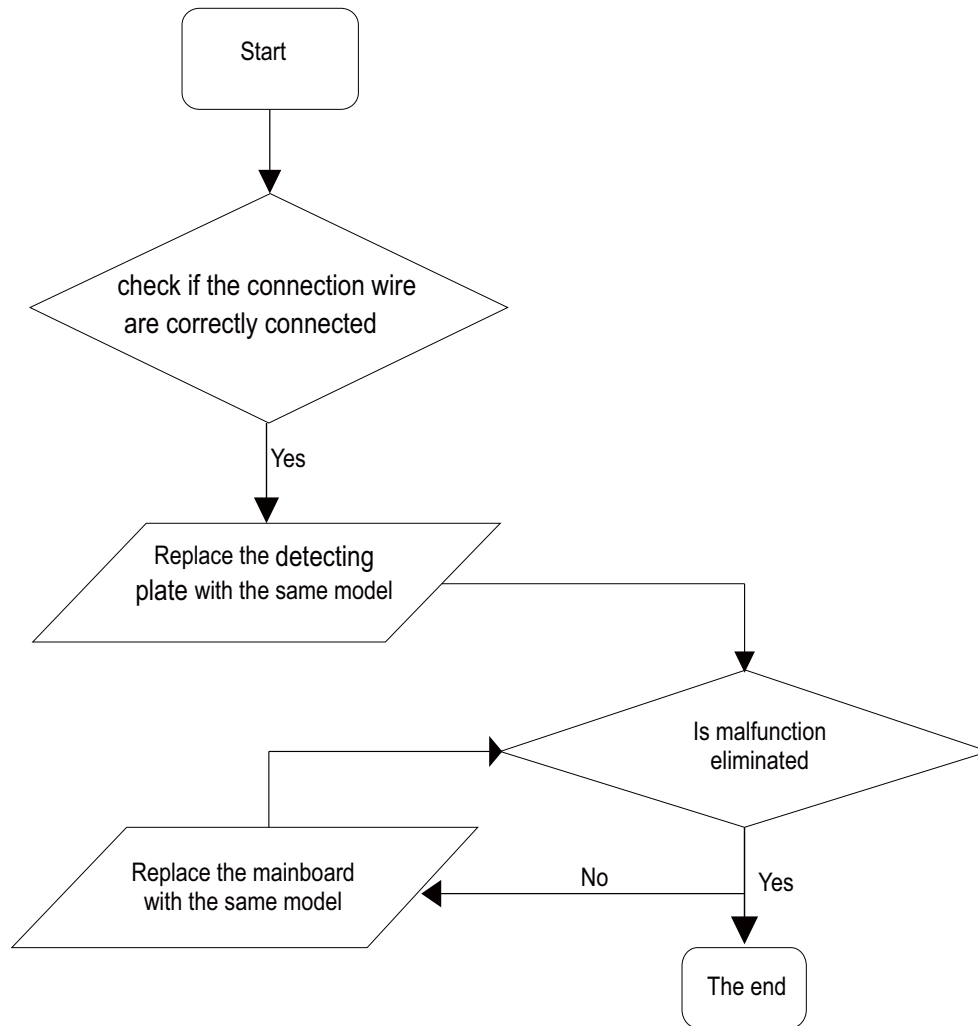 Start
check if the connection wire
are correctly connected
Yes
Replace the detecting
plate with the same model
Is malfunction
eliminated
Replace the mainboard
with the same model
No
Yes
The end